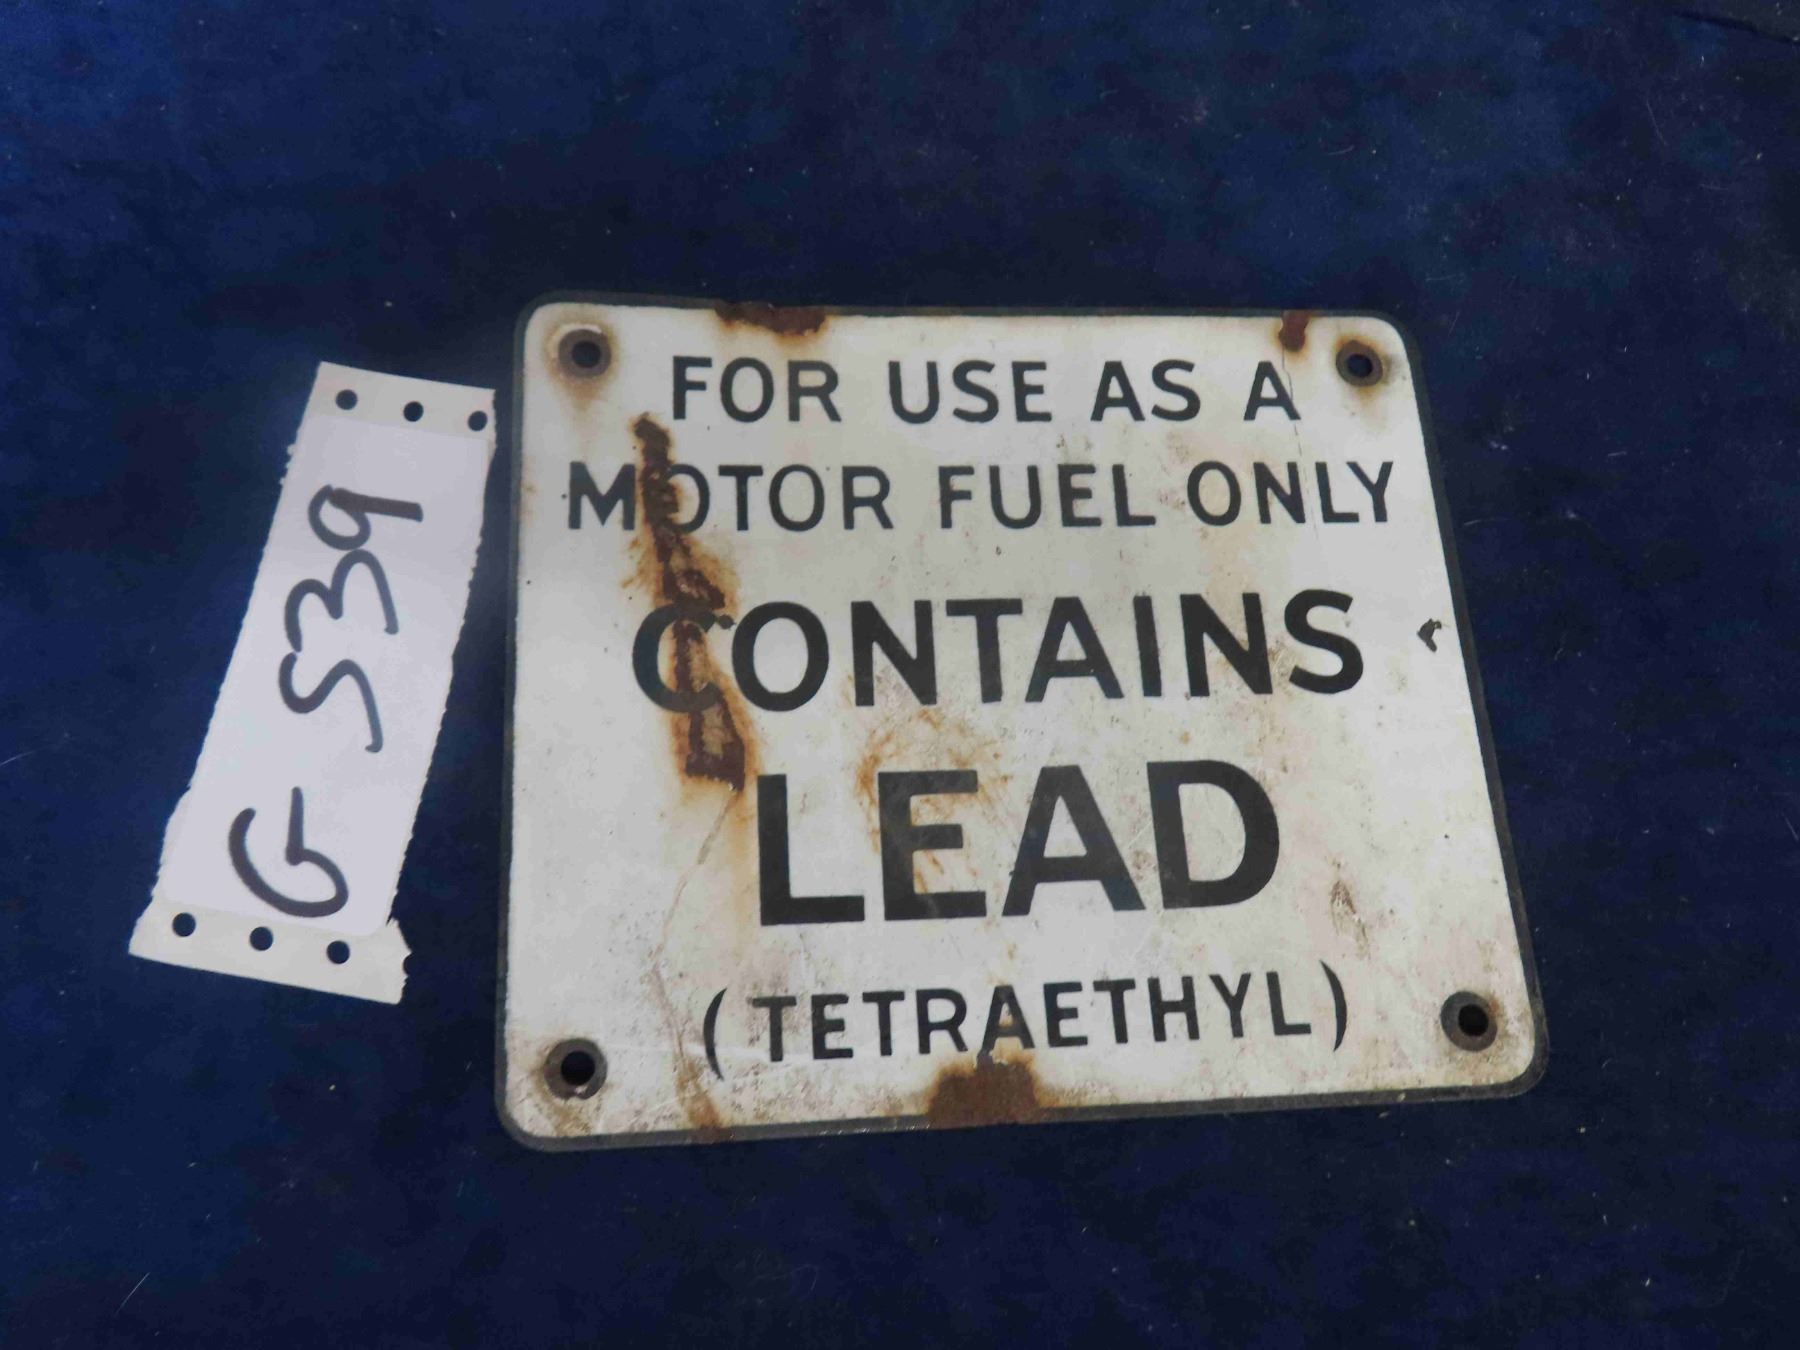 G 539
FOR USE AS A
MOTOR FUEL ONLY
CONTAINS
LEAD
(TETRAETHYL)